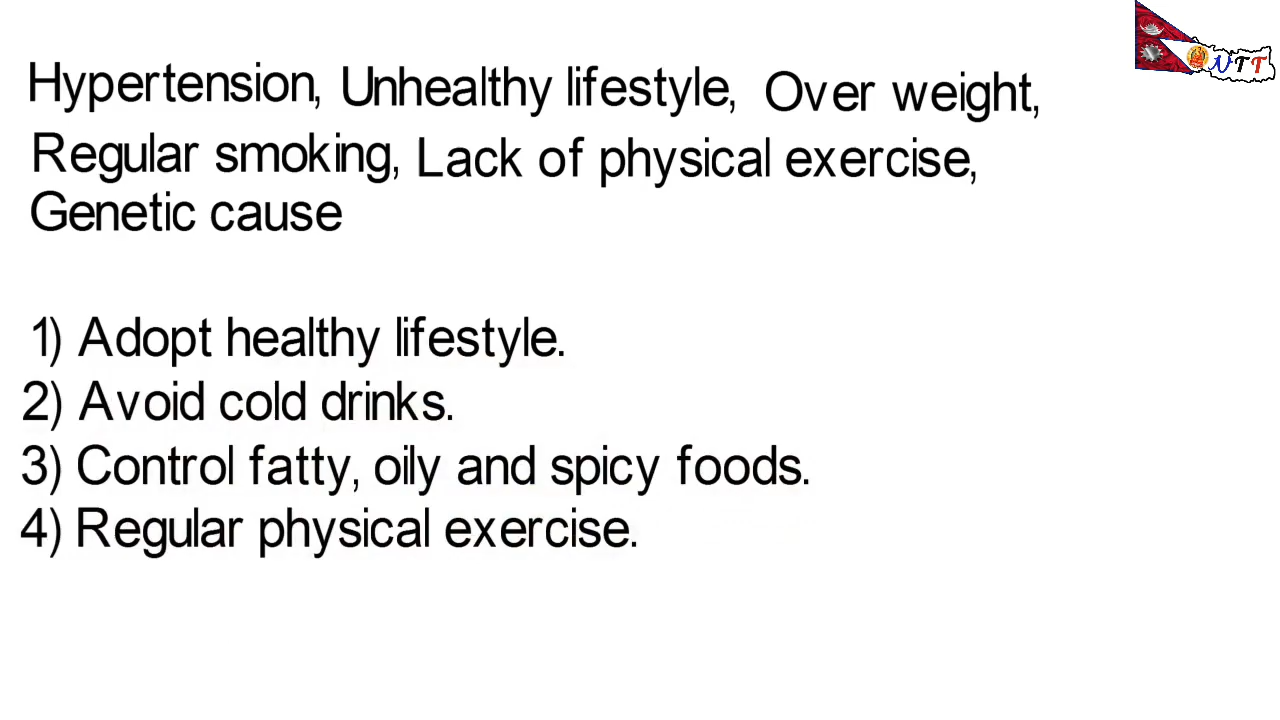 Hypertension, Unhealthy lifestyle, Over weight,
Regular smoking, Lack of physical exercise,
Genetic cause
1) Adopt healthy lifestyle.
2) Avoid cold drinks.
3) Control fatty, oily and spicy foods.
4) Regular physical exercise.
NTT